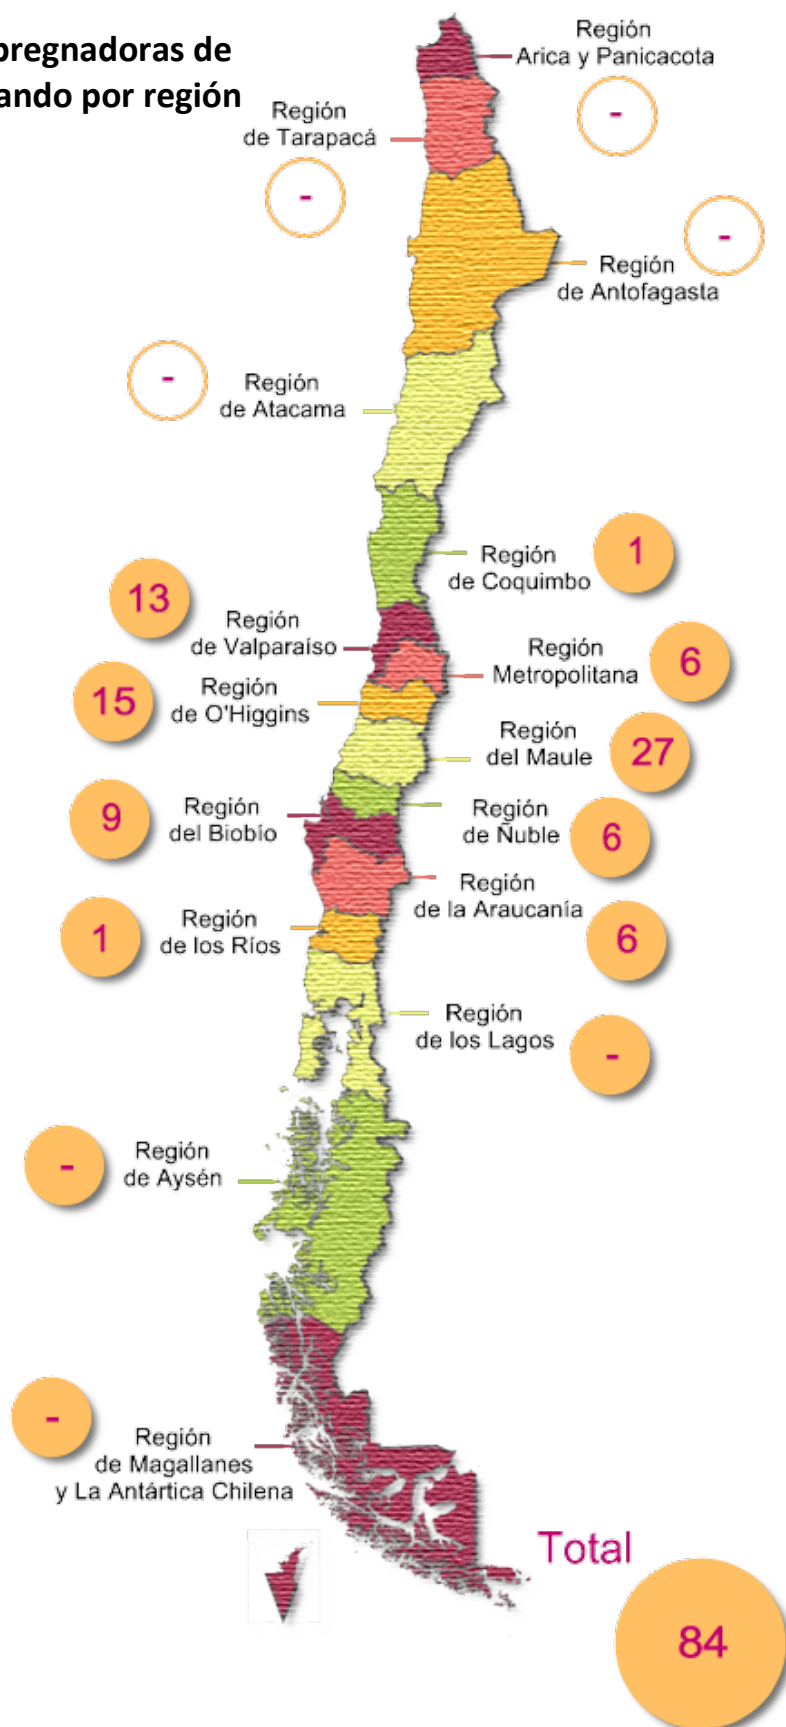 pregnadoras de
ando por región
Región
Arica y Panicacota
-
Región
de Tarapacá
-
-
Región
de Antofagasta
-
Región
de Atacama
Región
de Coquimbo
1
13
Región
de Valparaíso
Región
Metropolitana
6
15
Región
de O'Higgins
Región
del Maule
27
9
Región
del Biobío
Región
de Ñuble
6
Región
de la Araucanía
6
1
Región
de los Ríos
Región
de los Lagos
-
-
Región
de Aysén
-
Región
de Magallanes
y La Antártica Chilena
Total
84